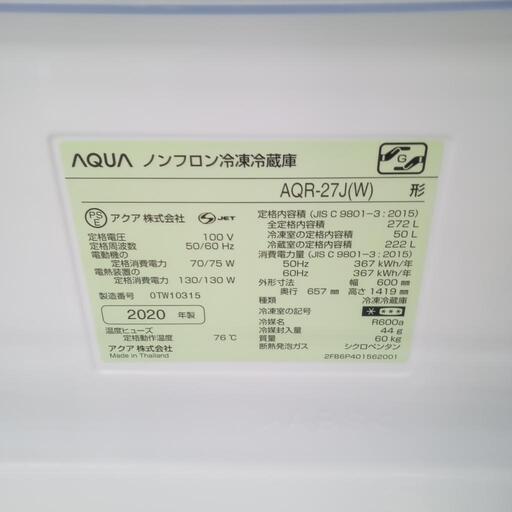 AQUA ノンフロン冷凍冷蔵庫
G
AQR-27J(W) 形
PS E アクア株式会社 S JET
定格電圧 100 V
定格周波数 50/60 Hz
電動機の
定格消費電力 70/75 W
電熱装置の
定格消費電力 130/130 W
製造番号 0TW10315
2020 年製
温度ヒューズ
定格動作温度 76℃
アクア株式会社
Made in Thailand
定格内容積 (JIS C 9801-3:2015)
全定格内容積 272 L
冷凍室の定格内容積 50 L
冷蔵室の定格内容積 222 L
消費電力量 (JIS C 9801-3:2015)
50Hz 367 kWh/年
60Hz 367 kWh/年
外形寸法 幅 600 mm
奥行 657 mm 高さ 1419 mm
種類 冷凍冷蔵庫
冷凍室の記号
冷媒名 R600a
冷媒封入量 44 g
質量 60 kg
断熱発泡ガス シクロペンタン
2FB6P401562001